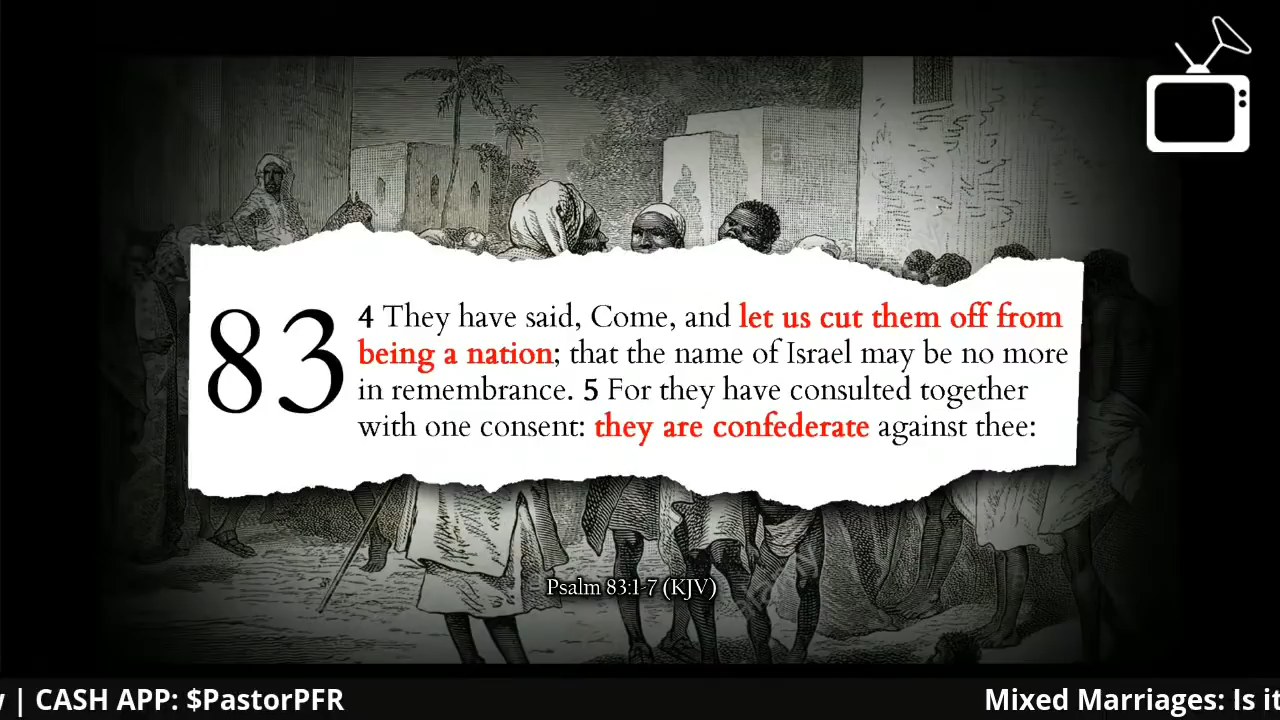 83
4 They have said, Come, and let us cut them off from
being a nation; that the name of Israel may be no more
in remembrance. 5 For they have consulted together
with one consent: they are confederate against thee:
Psalm 83:1-7 (KJV)
| CASH APP: $PastorPFR
Mixed Marriages: Is it